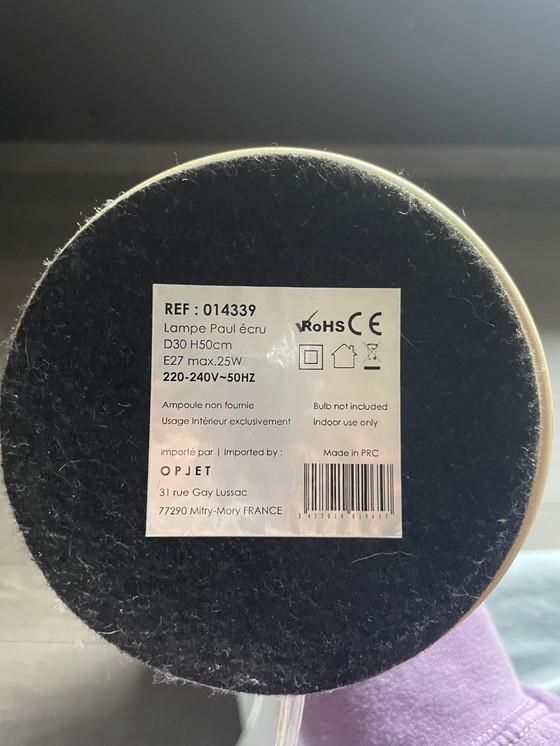 REF : 014339
Lampe Paul écru
D30 H50cm
E27 max.25W
220-240V~50HZ
RoHS CE
Ampoule non fournie
Bulb not included
Usage Intérieur exclusivement
Indoor use only
Importé par | Imported by :
Made in PRC
OPJET
31 rue Gay Lussac
77290 Mitry-Mory FRANCE